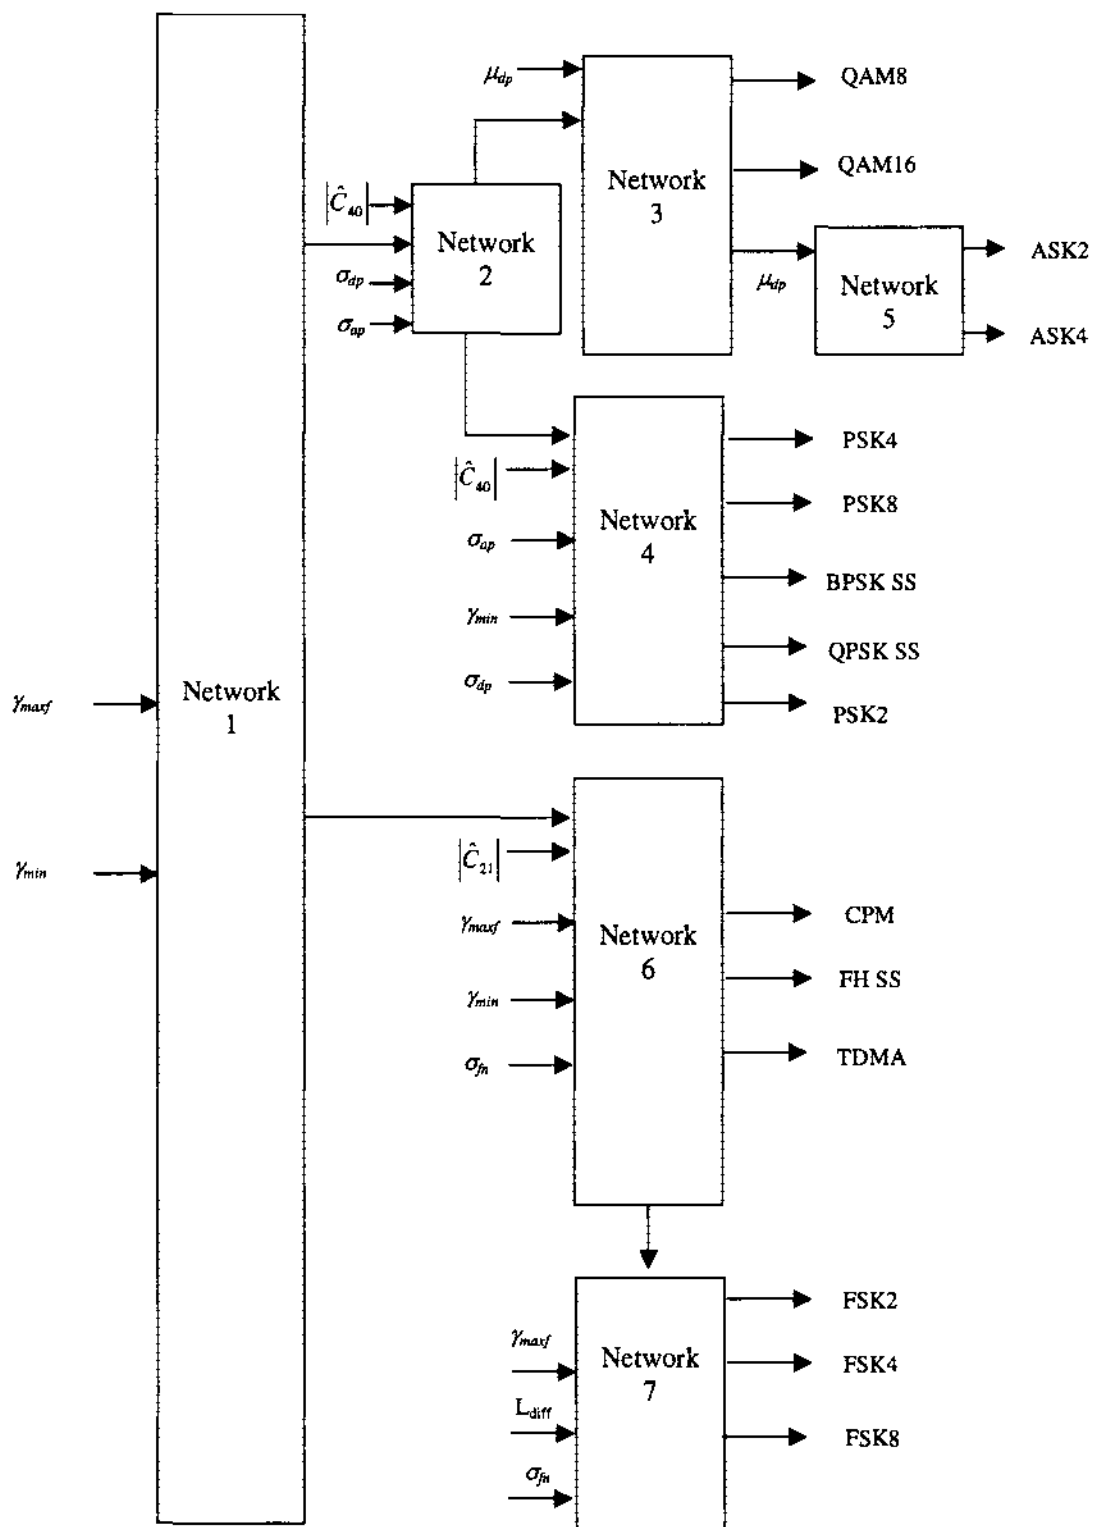 μdp
QAM8
QAM16
Network
3
|Ĉ40|
Network
2
σdp
σap
μdp
Network
5
ASK2
ASK4
PSK4
|Ĉ40|
PSK8
Network
4
σap
BPSK SS
γmin
QPSK SS
σdp
PSK2
Network
1
γmaxf
γmin
|Ĉ21|
γmaxf
Network
6
CPM
γmin
FH SS
σfn
TDMA
FSK2
γmaxf
Network
7
FSK4
Ldiff
FSK8
σfn